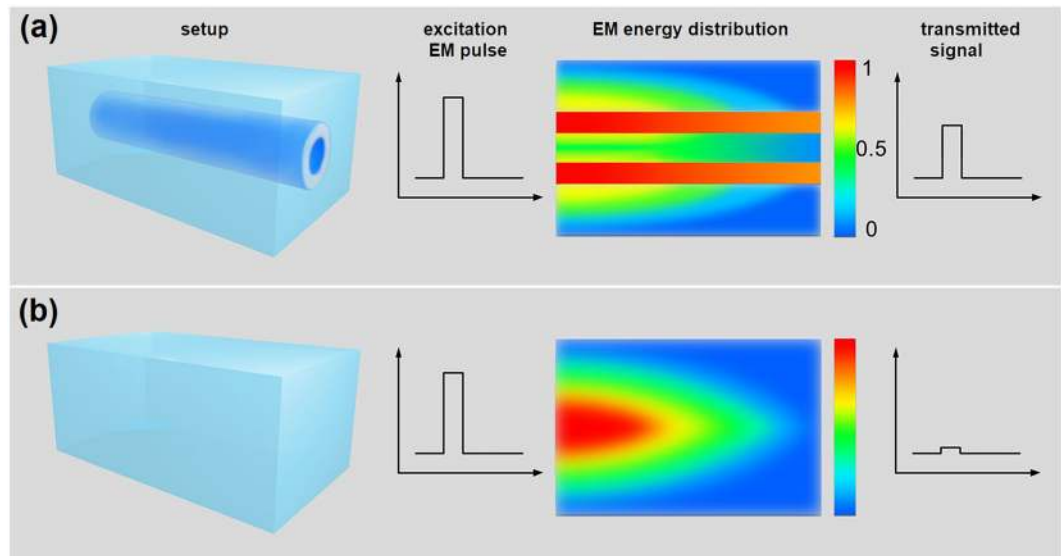 (a)
setup
excitation
EM pulse
EM energy distribution
transmitted
signal
1
0.5
0
(b)